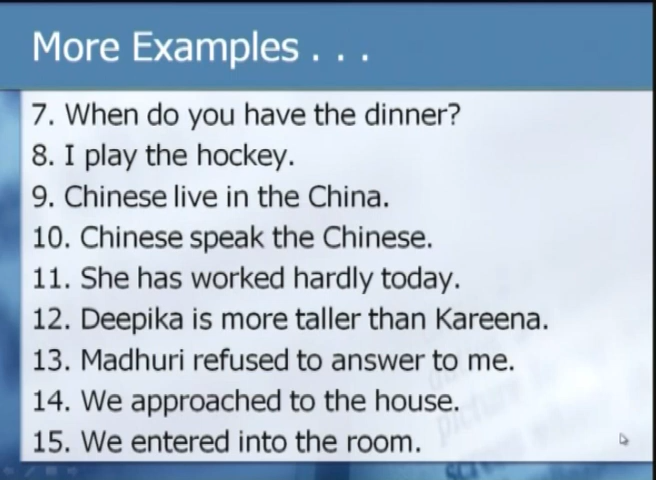 More Examples . . .
7. When do you have the dinner?
8. I play the hockey.
9. Chinese live in the China.
10. Chinese speak the Chinese.
11. She has worked hardly today.
12. Deepika is more taller than Kareena.
13. Madhuri refused to answer to me.
14. We approached to the house.
15. We entered into the room.